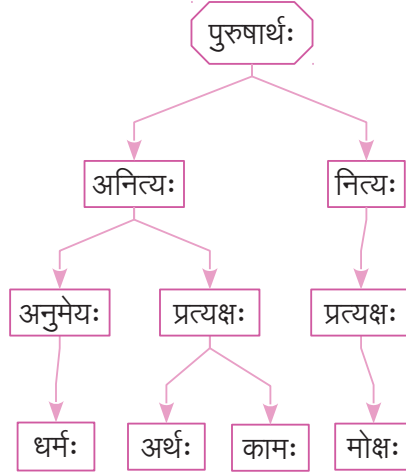 पुरुषार्थः
अनित्यः
नित्यः
अनुमेयः
प्रत्यक्षः
प्रत्यक्षः
धर्मः
अर्थः
कामः
मोक्षः